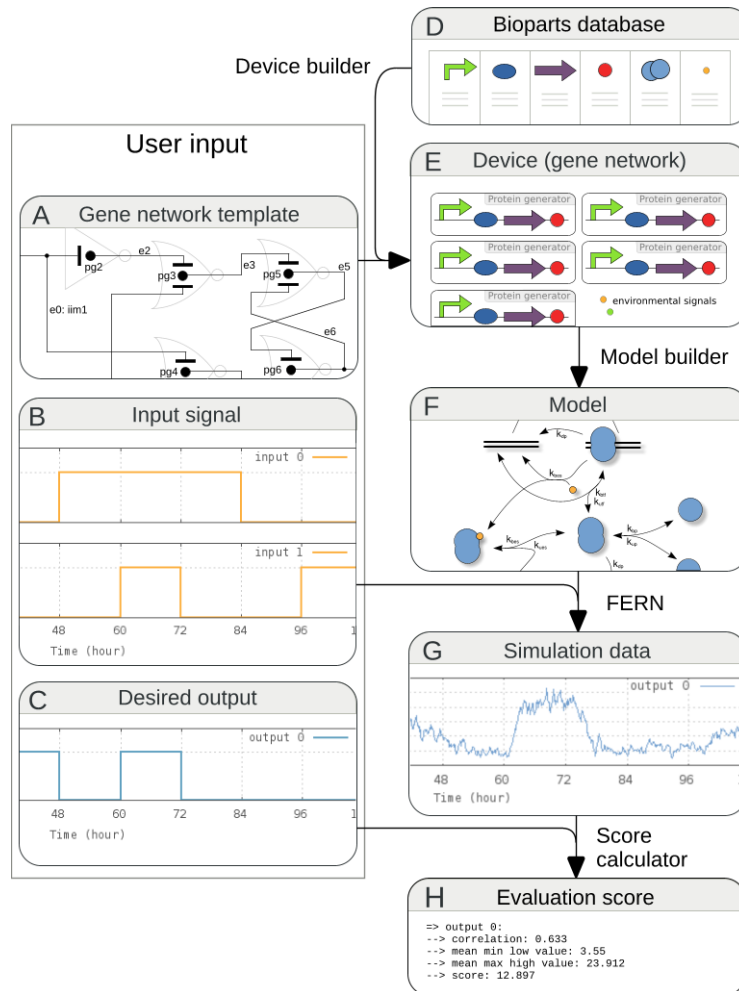 D Bioparts database
Device builder
User input
E Device (gene network)
Protein generator Protein generator
Protein generator Protein generator
Protein generator
environmental signals
A Gene network template
e2
pg2
pg3
e3
pg5
e5
e0: iim1
e6
pg4
pg6
Model builder
F Model
B Input signal
input 0
input 1
48 60 72 84 96 1
Time (hour)
FERN
G Simulation data
output 0
48 60 72 84 96
Time (hour)
C Desired output
output 0
48 60 72 84 96 1
Time (hour)
Score
calculator
H Evaluation score
=> output 0:
--> correlation: 0.633
--> mean min low value: 3.55
--> mean max high value: 23.912
--> score: 12.897